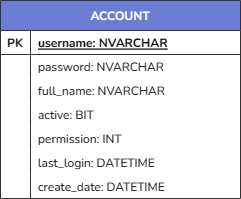 ACCOUNT
PK username: NVARCHAR
password: NVARCHAR
full_name: NVARCHAR
active: BIT
permission: INT
last_login: DATETIME
create_date: DATETIME